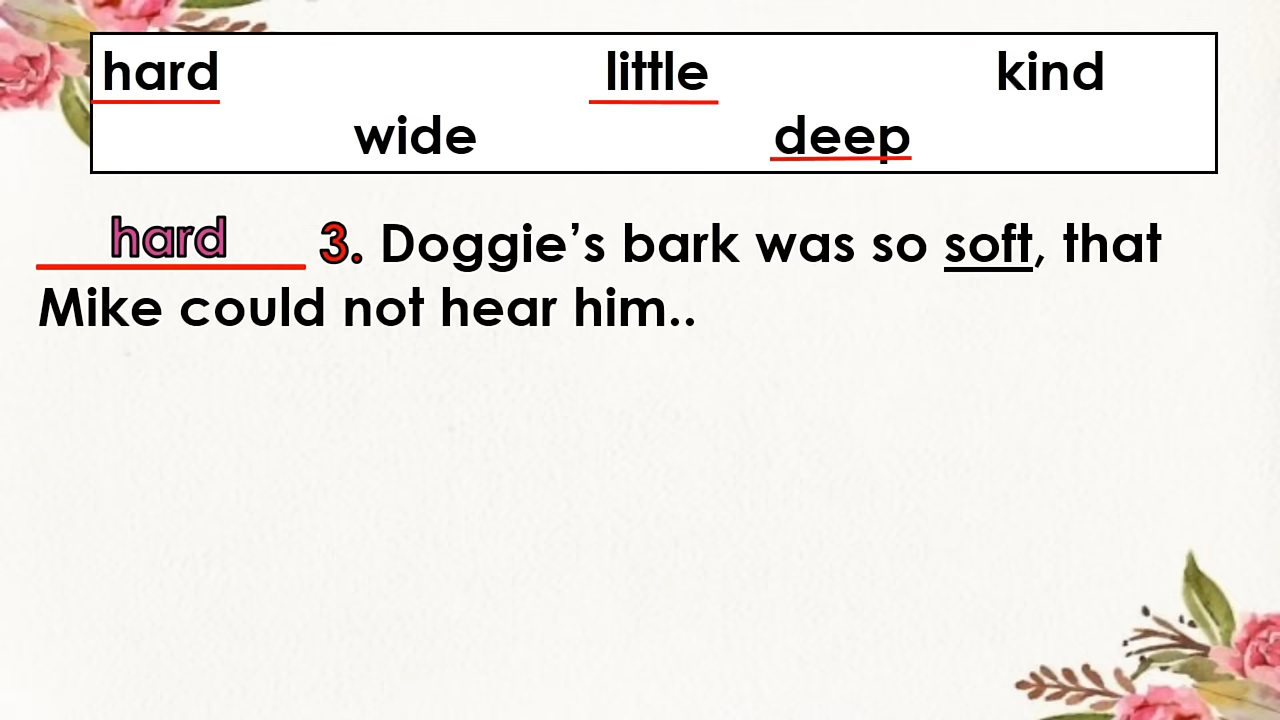 hard little kind
wide deep
hard 3. Doggie’s bark was so soft, that
Mike could not hear him..